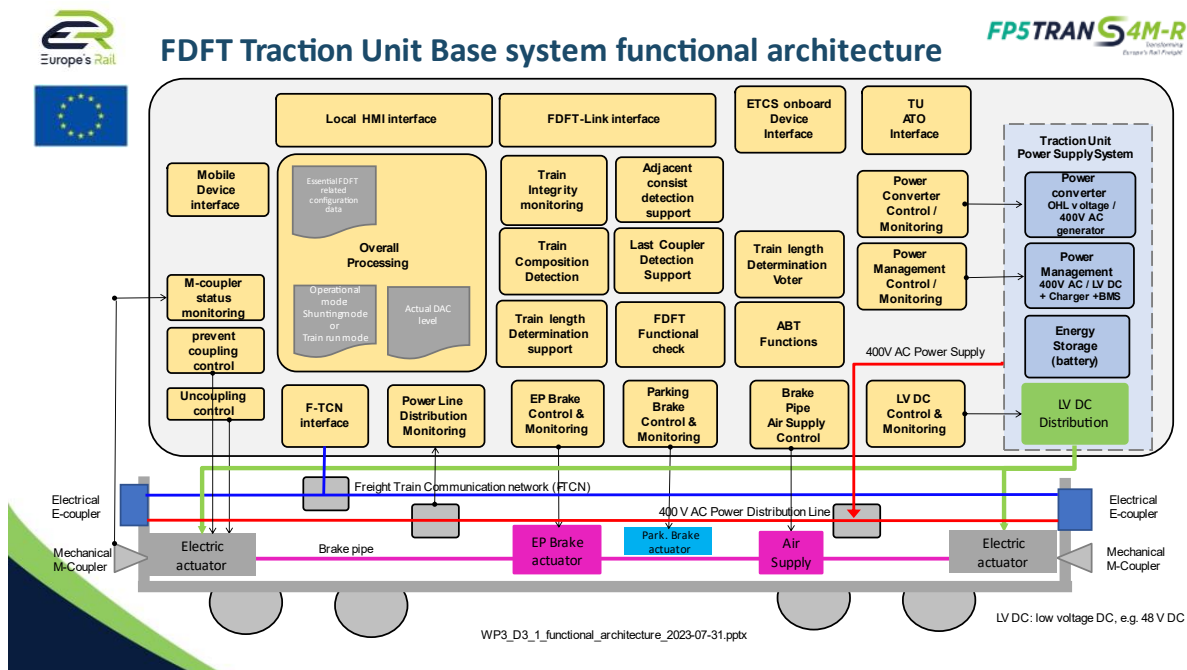 Europe's Rail
FDFT Traction Unit Base system functional architecture
FP5TRANS4M-R
Transforming
Europe's Rail Freight
Local HMI interface
FDFT-Link interface
ETCS onboard
Device
Interface
TU
ATO
Interface
Traction Unit
Power Supply System
Mobile
Device
interface
Essential FDFT
related
configuration
data
Overall
Processing
Operational
mode
Shunting mode
or
Train run mode
Actual DAC
level
Train
Integrity
monitoring
Adjacent
consist
detection
support
Power
Converter
Control /
Monitoring
Power
converter
OHL voltage /
400V AC
generator
Train
Composition
Detection
Last Coupler
Detection
Support
Train length
Determination
Voter
Power
Management
Control /
Monitoring
Power
Management
400V AC / LV DC
+ Charger +BMS
M-coupler
status
monitoring
prevent
coupling
control
Uncoupling
control
Train length
Determination
support
FDFT
Functional
check
ABT
Functions
400V AC Power Supply
Energy
Storage
(battery)
F-TCN
interface
Power Line
Distribution
Monitoring
EP Brake
Control &
Monitoring
Parking
Brake
Control &
Monitoring
Brake
Pipe
Air Supply
Control
LV DC
Control &
Monitoring
LV DC
Distribution
Freight Train Communication network (FTCN)
Electrical
E-coupler
400 V AC Power Distribution Line
Electrical
E-coupler
Mechanical
M-Coupler
Electric
actuator
Brake pipe
EP Brake
actuator
Park. Brake
actuator
Air
Supply
Electric
actuator
Mechanical
M-Coupler
LV DC: low voltage DC, e.g. 48 V DC
WP3_D3_1_functional_architecture_2023-07-31.pptx